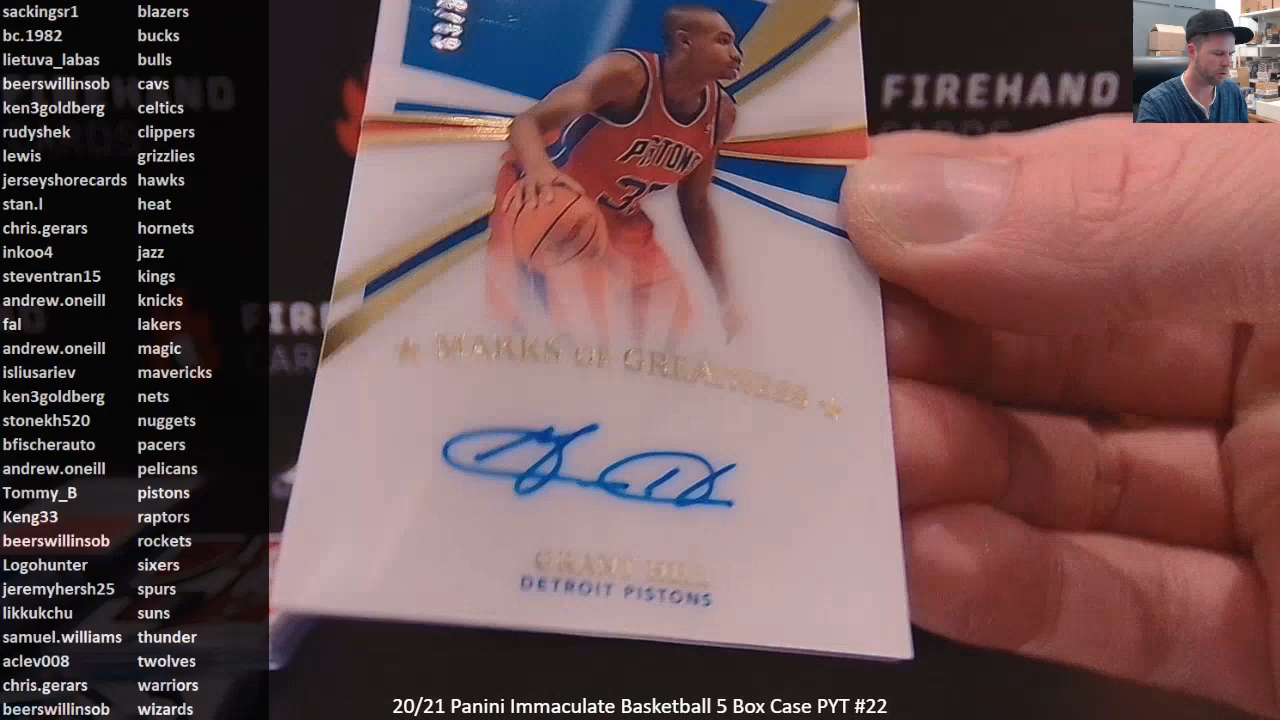 sackingsr1 blazers
bc.1982 bucks
lietuva_labas bulls
beerswillinsob cavs
ken3goldberg celtics
rudyshek clippers
lewis grizzlies
jerseyshorecards hawks
stan.l heat
chris.gerars hornets
inkoo4 jazz
steventran15 kings
andrew.oneill knicks
fal lakers
andrew.oneill magic
isliusariev mavericks
ken3goldberg nets
stonekh520 nuggets
bfischerauto pacers
andrew.oneill pelicans
Tommy_B pistons
Keng33 raptors
beerswillinsob rockets
Logohunter sixers
jeremyhersh25 spurs
likkukchu suns
samuel.williams thunder
aclev008 twolves
chris.gerars warriors
beerswillinsob wizards
FIREHAND
CARDS
PISTONS
33
MARKS OF GREATNESS
GRANT HILL
DETROIT PISTONS
20/21 Panini Immaculate Basketball 5 Box Case PYT #22